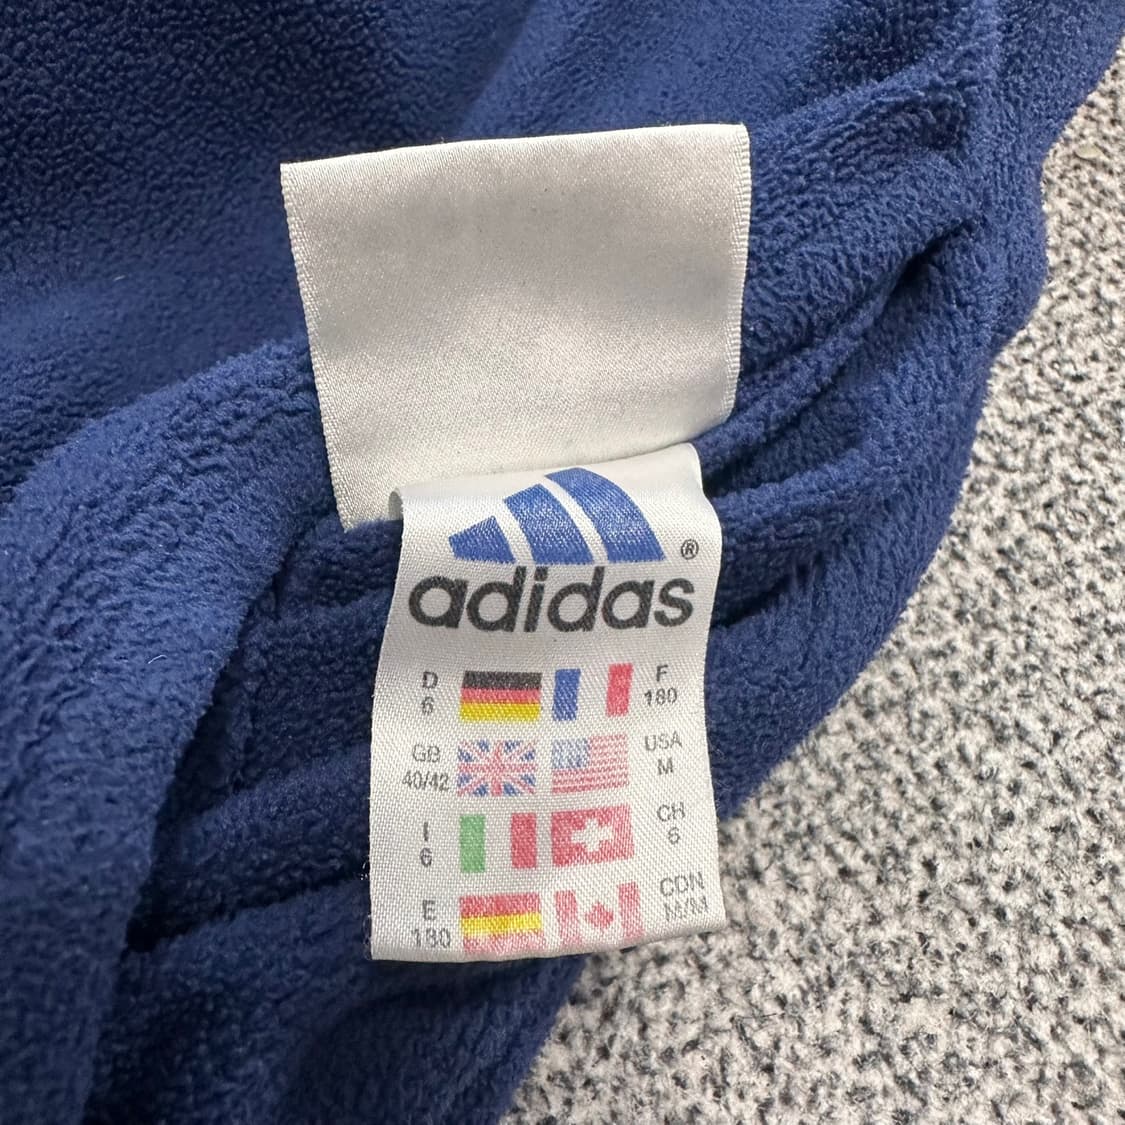 adidas®
D F
6 180
GB USA
40/42 M
I CH
6 6
E CDN
180 M/M